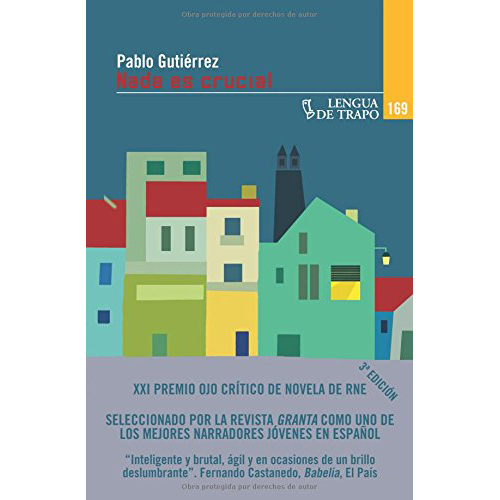 Obra protegida por derechos de autor
Pablo Gutiérrez
Nada es crucial
LENGUA
DE TRAPO
169
3ª EDICIÓN
XXI PREMIO OJO CRÍTICO DE NOVELA DE RNE
SELECCIONADO POR LA REVISTA GRANTA COMO UNO DE
LOS MEJORES NARRADORES JÓVENES EN ESPAÑOL
“Inteligente y brutal, ágil y en ocasiones de un brillo
deslumbrante”. Fernando Castanedo, Babelia, El País
Obra protegida por derechos de autor